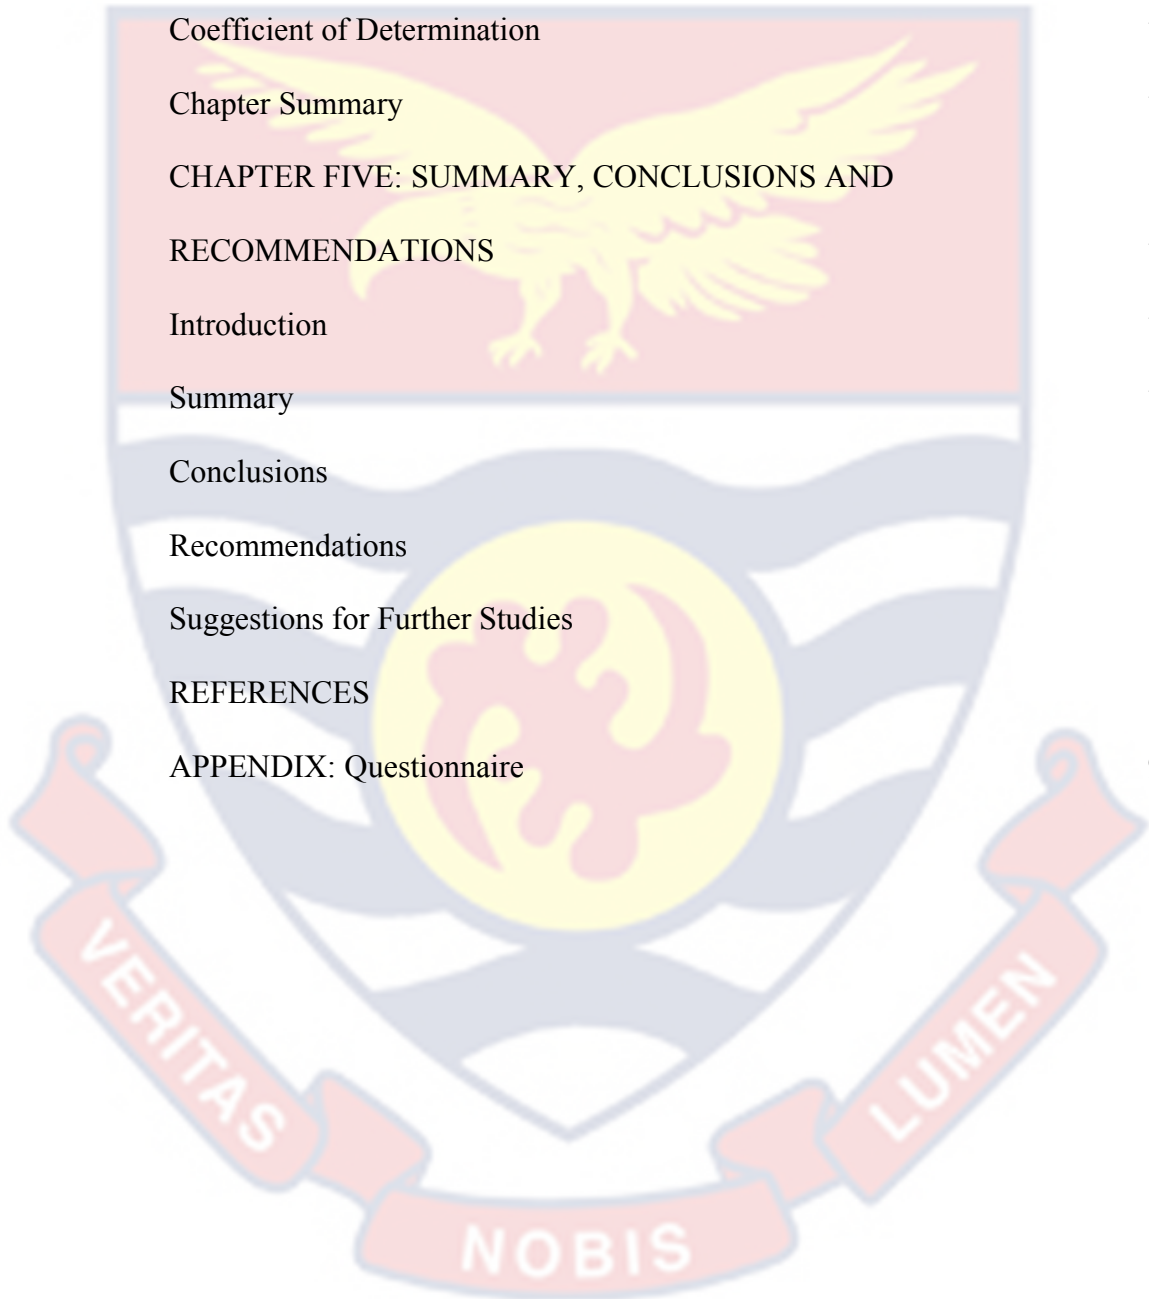 Coefficient of Determination
Chapter Summary
CHAPTER FIVE: SUMMARY, CONCLUSIONS AND
RECOMMENDATIONS
Introduction
Summary
Conclusions
Recommendations
Suggestions for Further Studies
REFERENCES
APPENDIX: Questionnaire
VERITAS
NOBIS
LUMEN